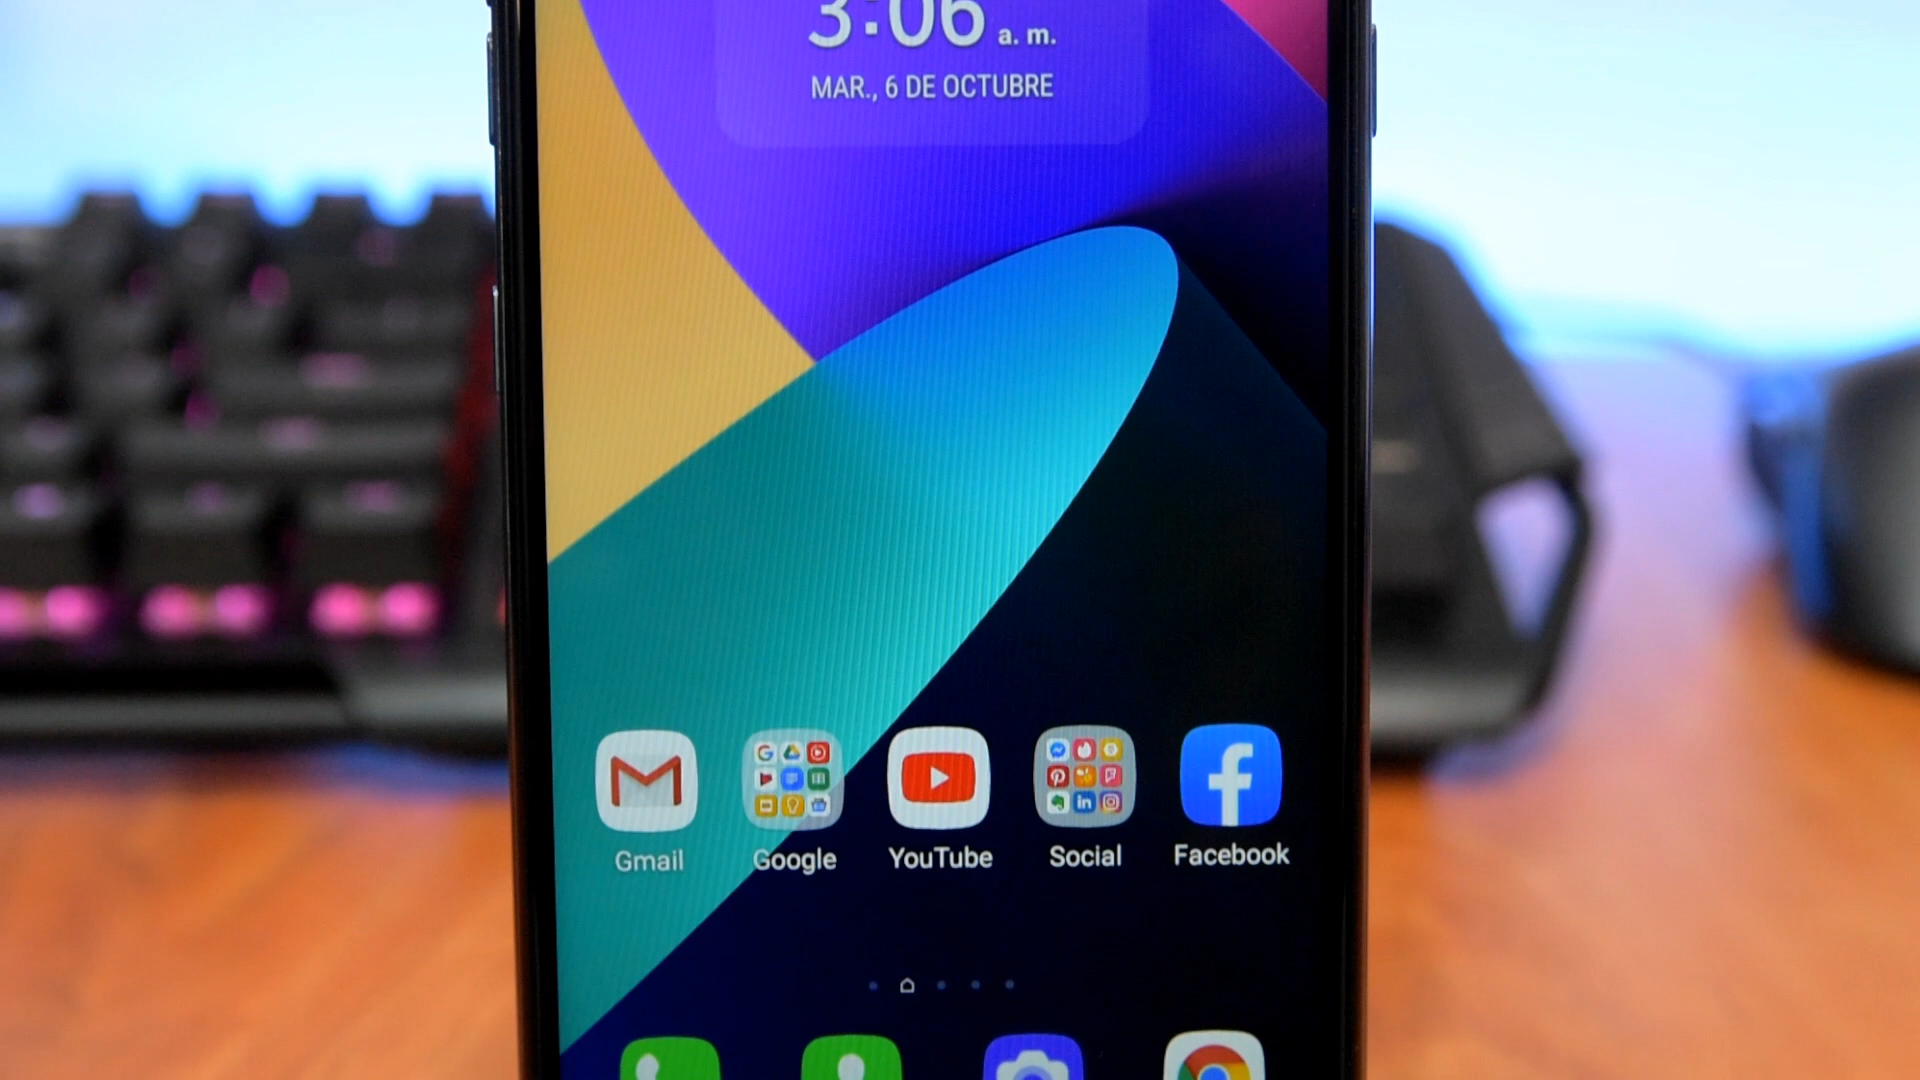 3:06 a. m.
MAR., 6 DE OCTUBRE
Gmail
Google
YouTube
Social
Facebook